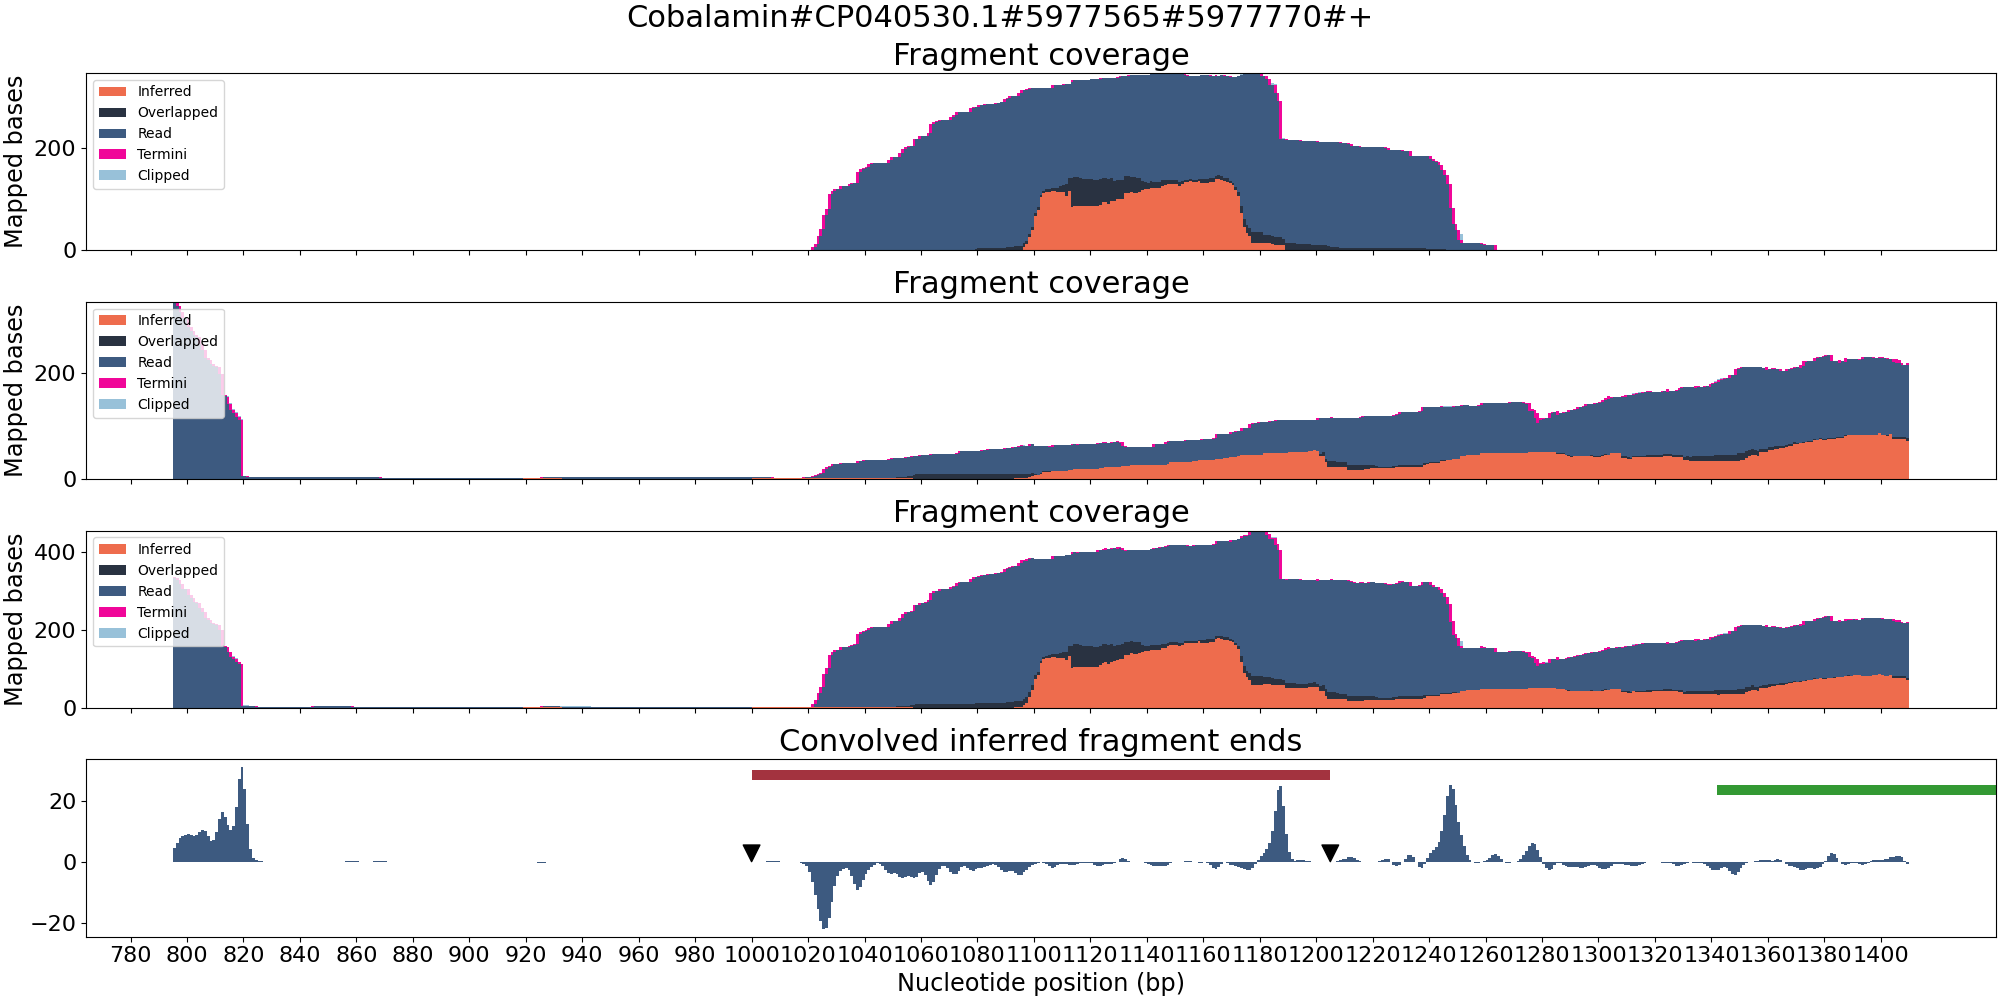 Cobalamin#CP040530.1#5977565#5977770#+
Fragment coverage
Mapped bases
200
0
Inferred
Overlapped
Read
Termini
Clipped
Fragment coverage
Mapped bases
200
0
Inferred
Overlapped
Read
Termini
Clipped
Fragment coverage
Mapped bases
400
200
0
Inferred
Overlapped
Read
Termini
Clipped
Convolved inferred fragment ends
20
0
−20
780 800 820 840 860 880 900 920 940 960 980 1000 1020 1040 1060 1080 1100 1120 1140 1160 1180 1200 1220 1240 1260 1280 1300 1320 1340 1360 1380 1400
Nucleotide position (bp)